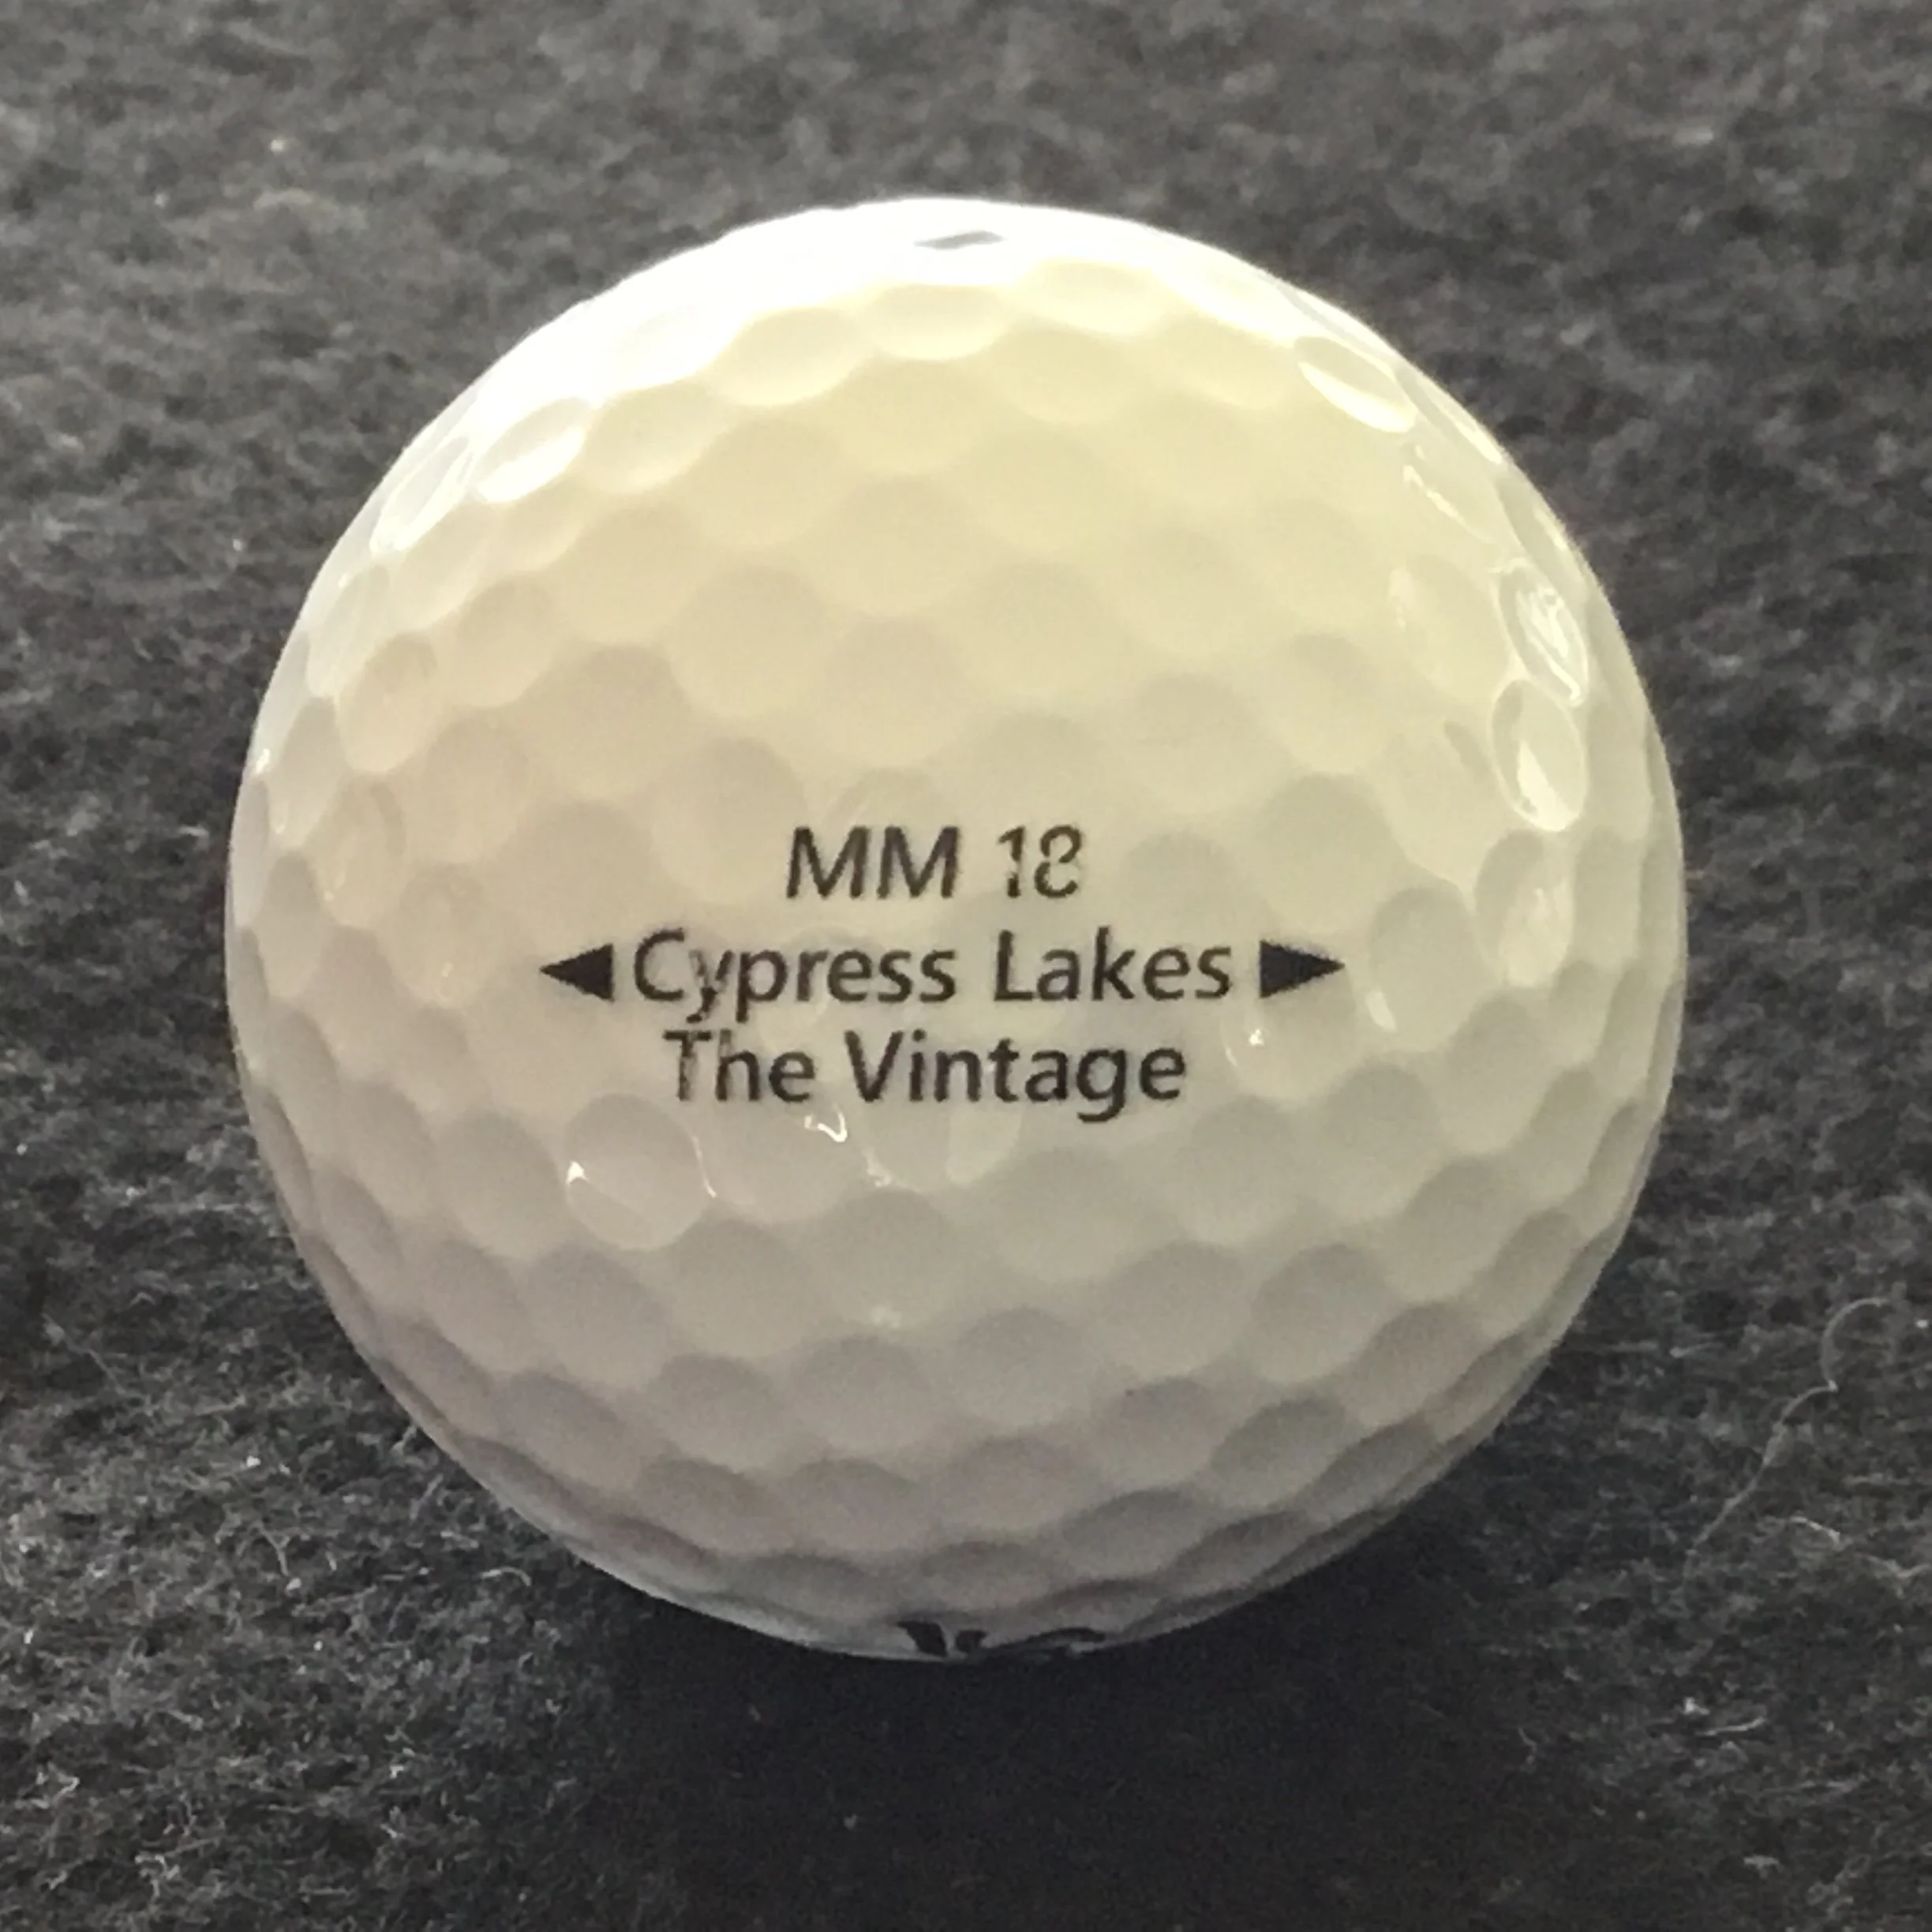 MM 18
Cypress Lakes
The Vintage